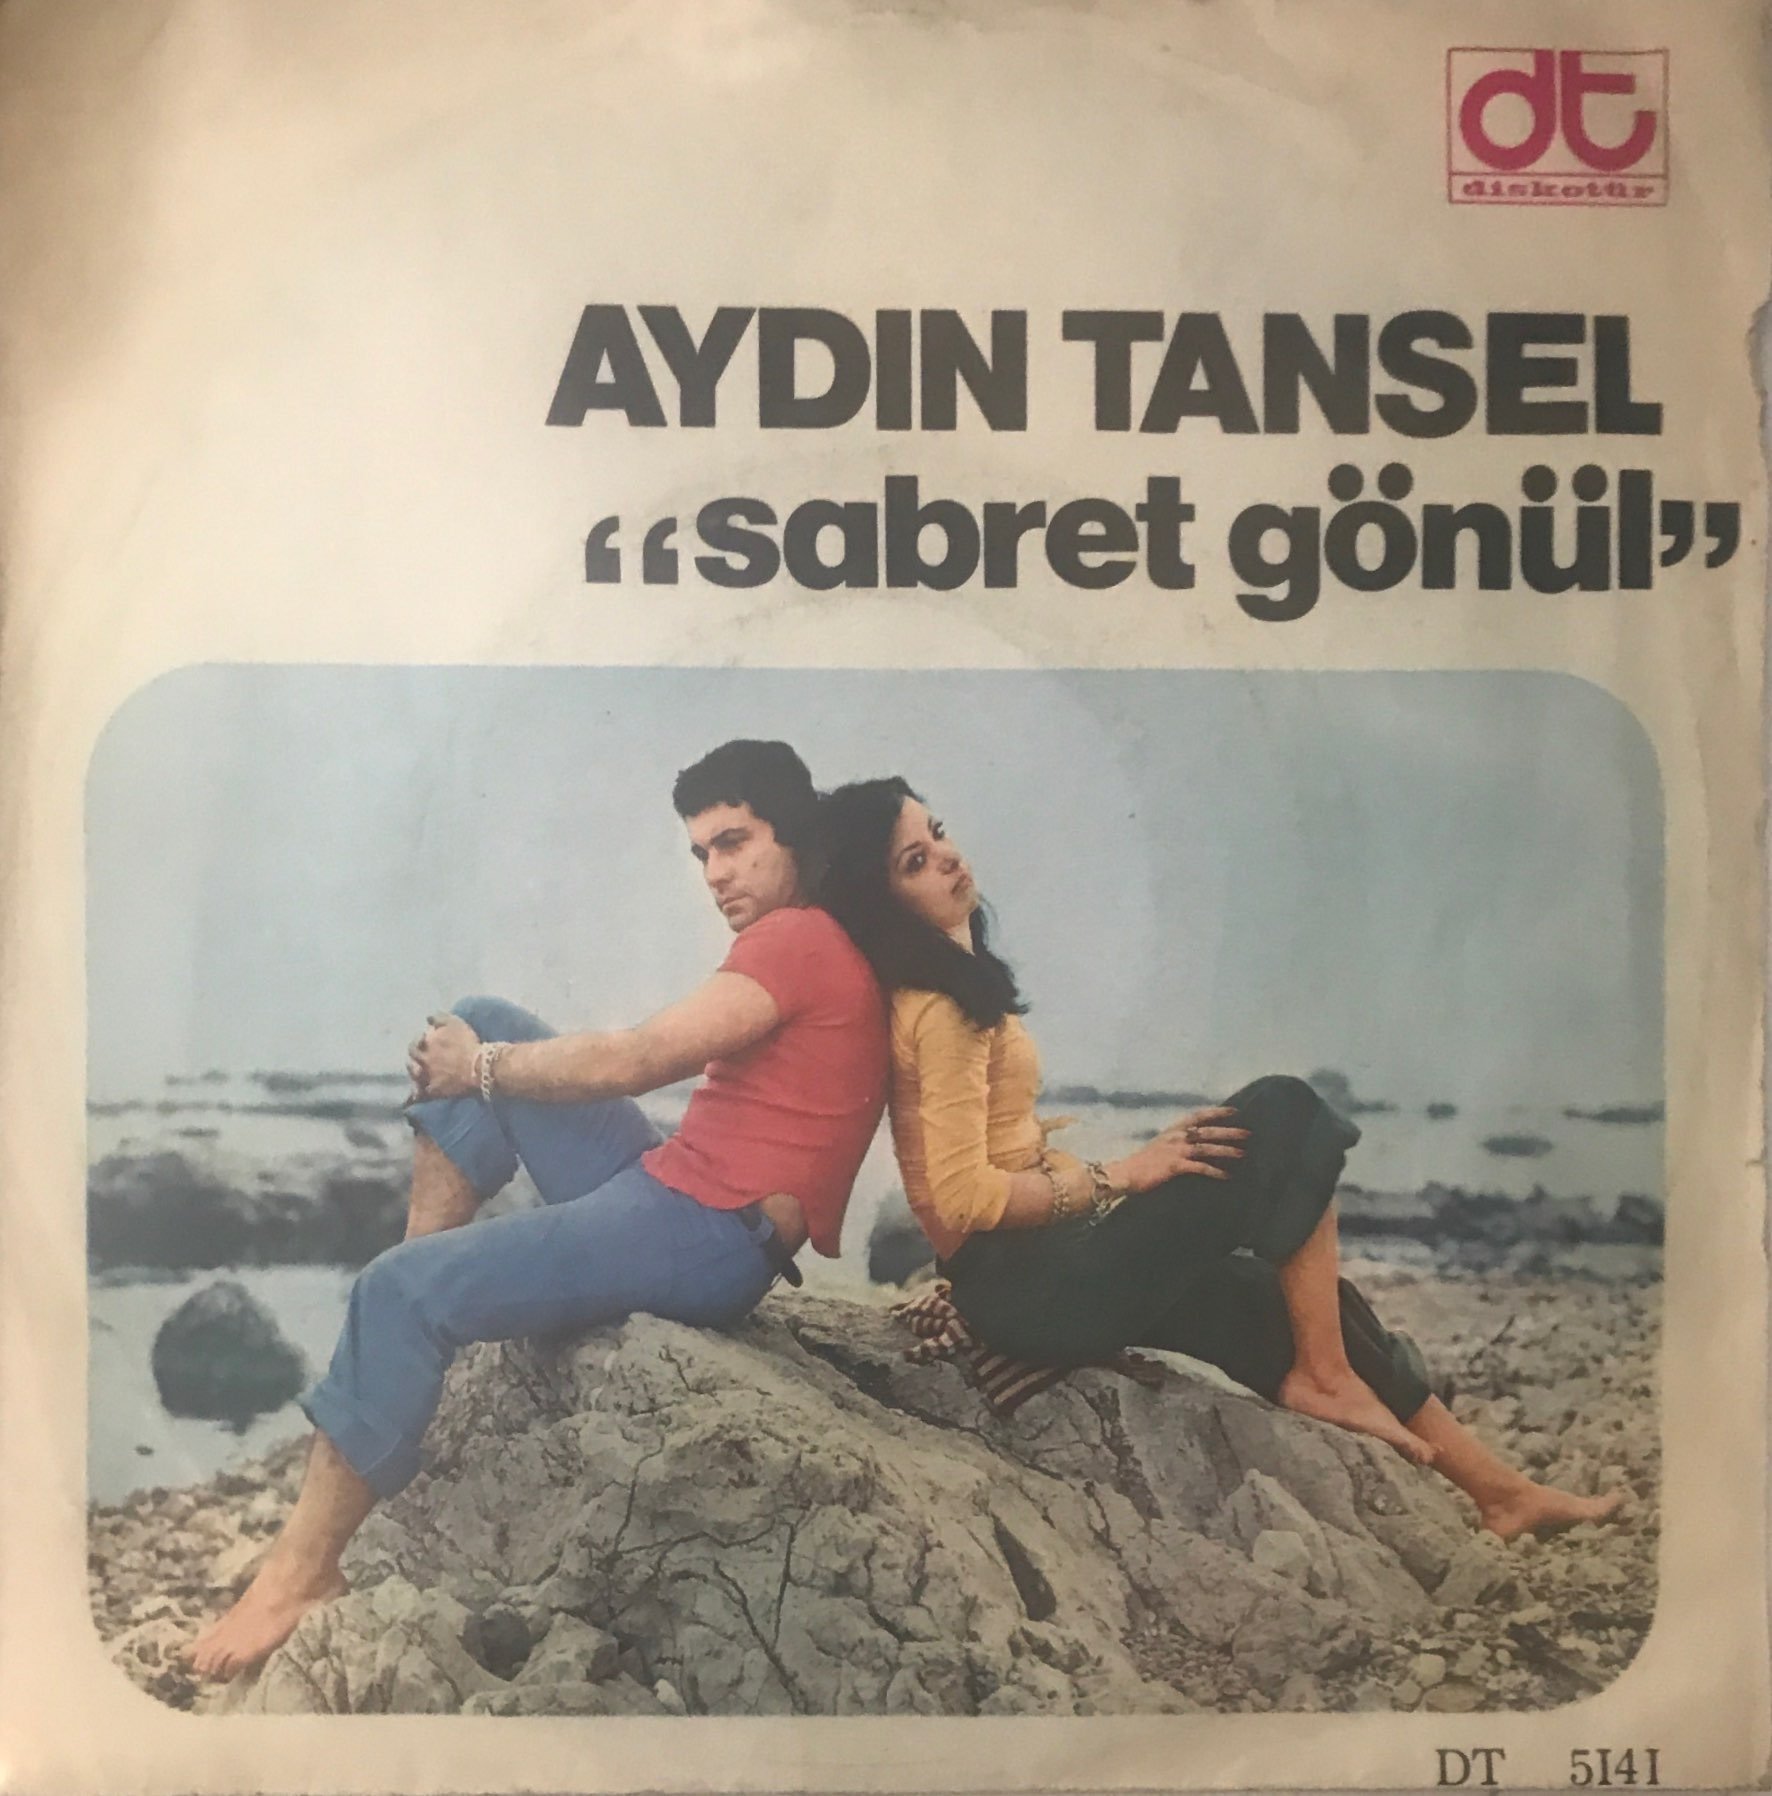 dt
diskotür
AYDIN TANSEL
“sabret gönül”
DT 5141